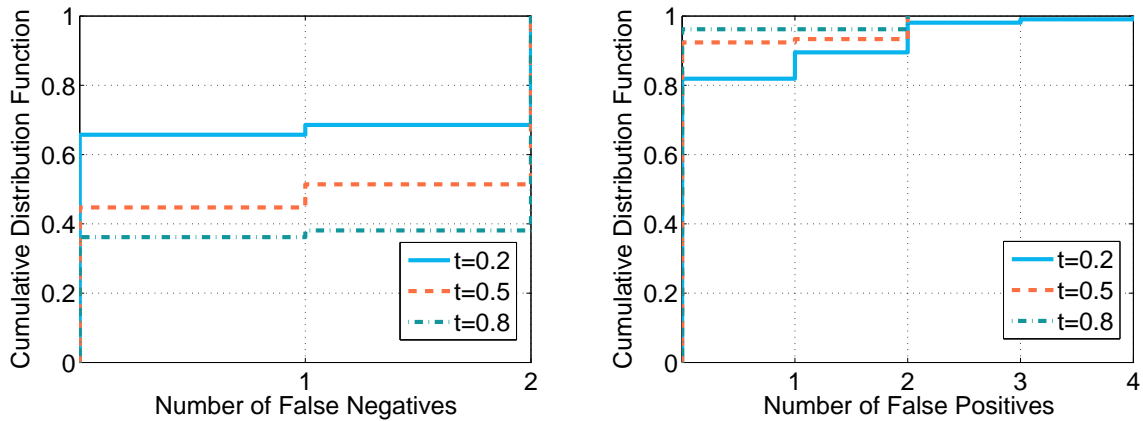 Cumulative Distribution Function
1
0.8
0.6
0.4
0.2
0
1
2
Number of False Negatives
t=0.2
t=0.5
t=0.8
Cumulative Distribution Function
1
0.8
0.6
0.4
0.2
0
1
2
3
4
Number of False Positives
t=0.2
t=0.5
t=0.8